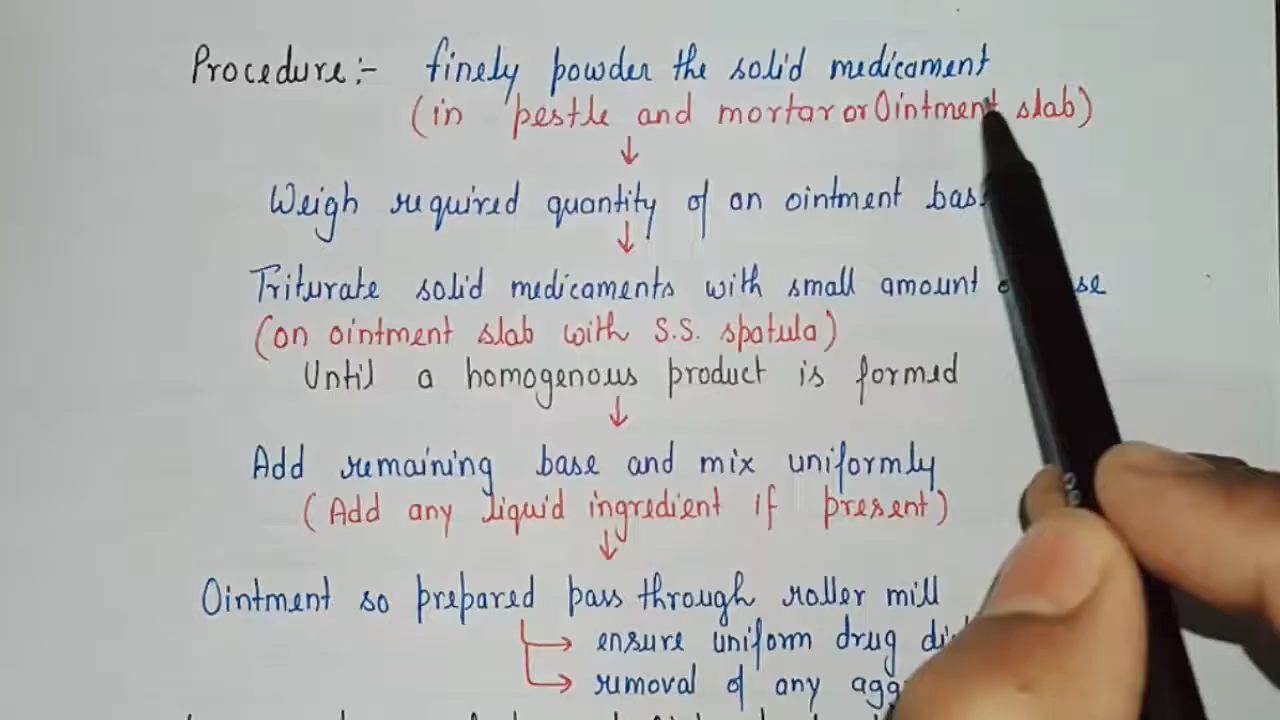 Procedure:- finely powder the solid medicament
(in pestle and mortar or Ointment slab)
↓
Weigh required quantity of an ointment
↓
Triturate solid medicaments with small amount
(on ointment slab with S.S. spatula)
Until a homogenous product is formed
↓
Add remaining base and mix uniformly
(Add any liquid ingredient if present)
↓
Ointment so prepared pass through roller mill
→ ensure uniform drug
→ removal of any